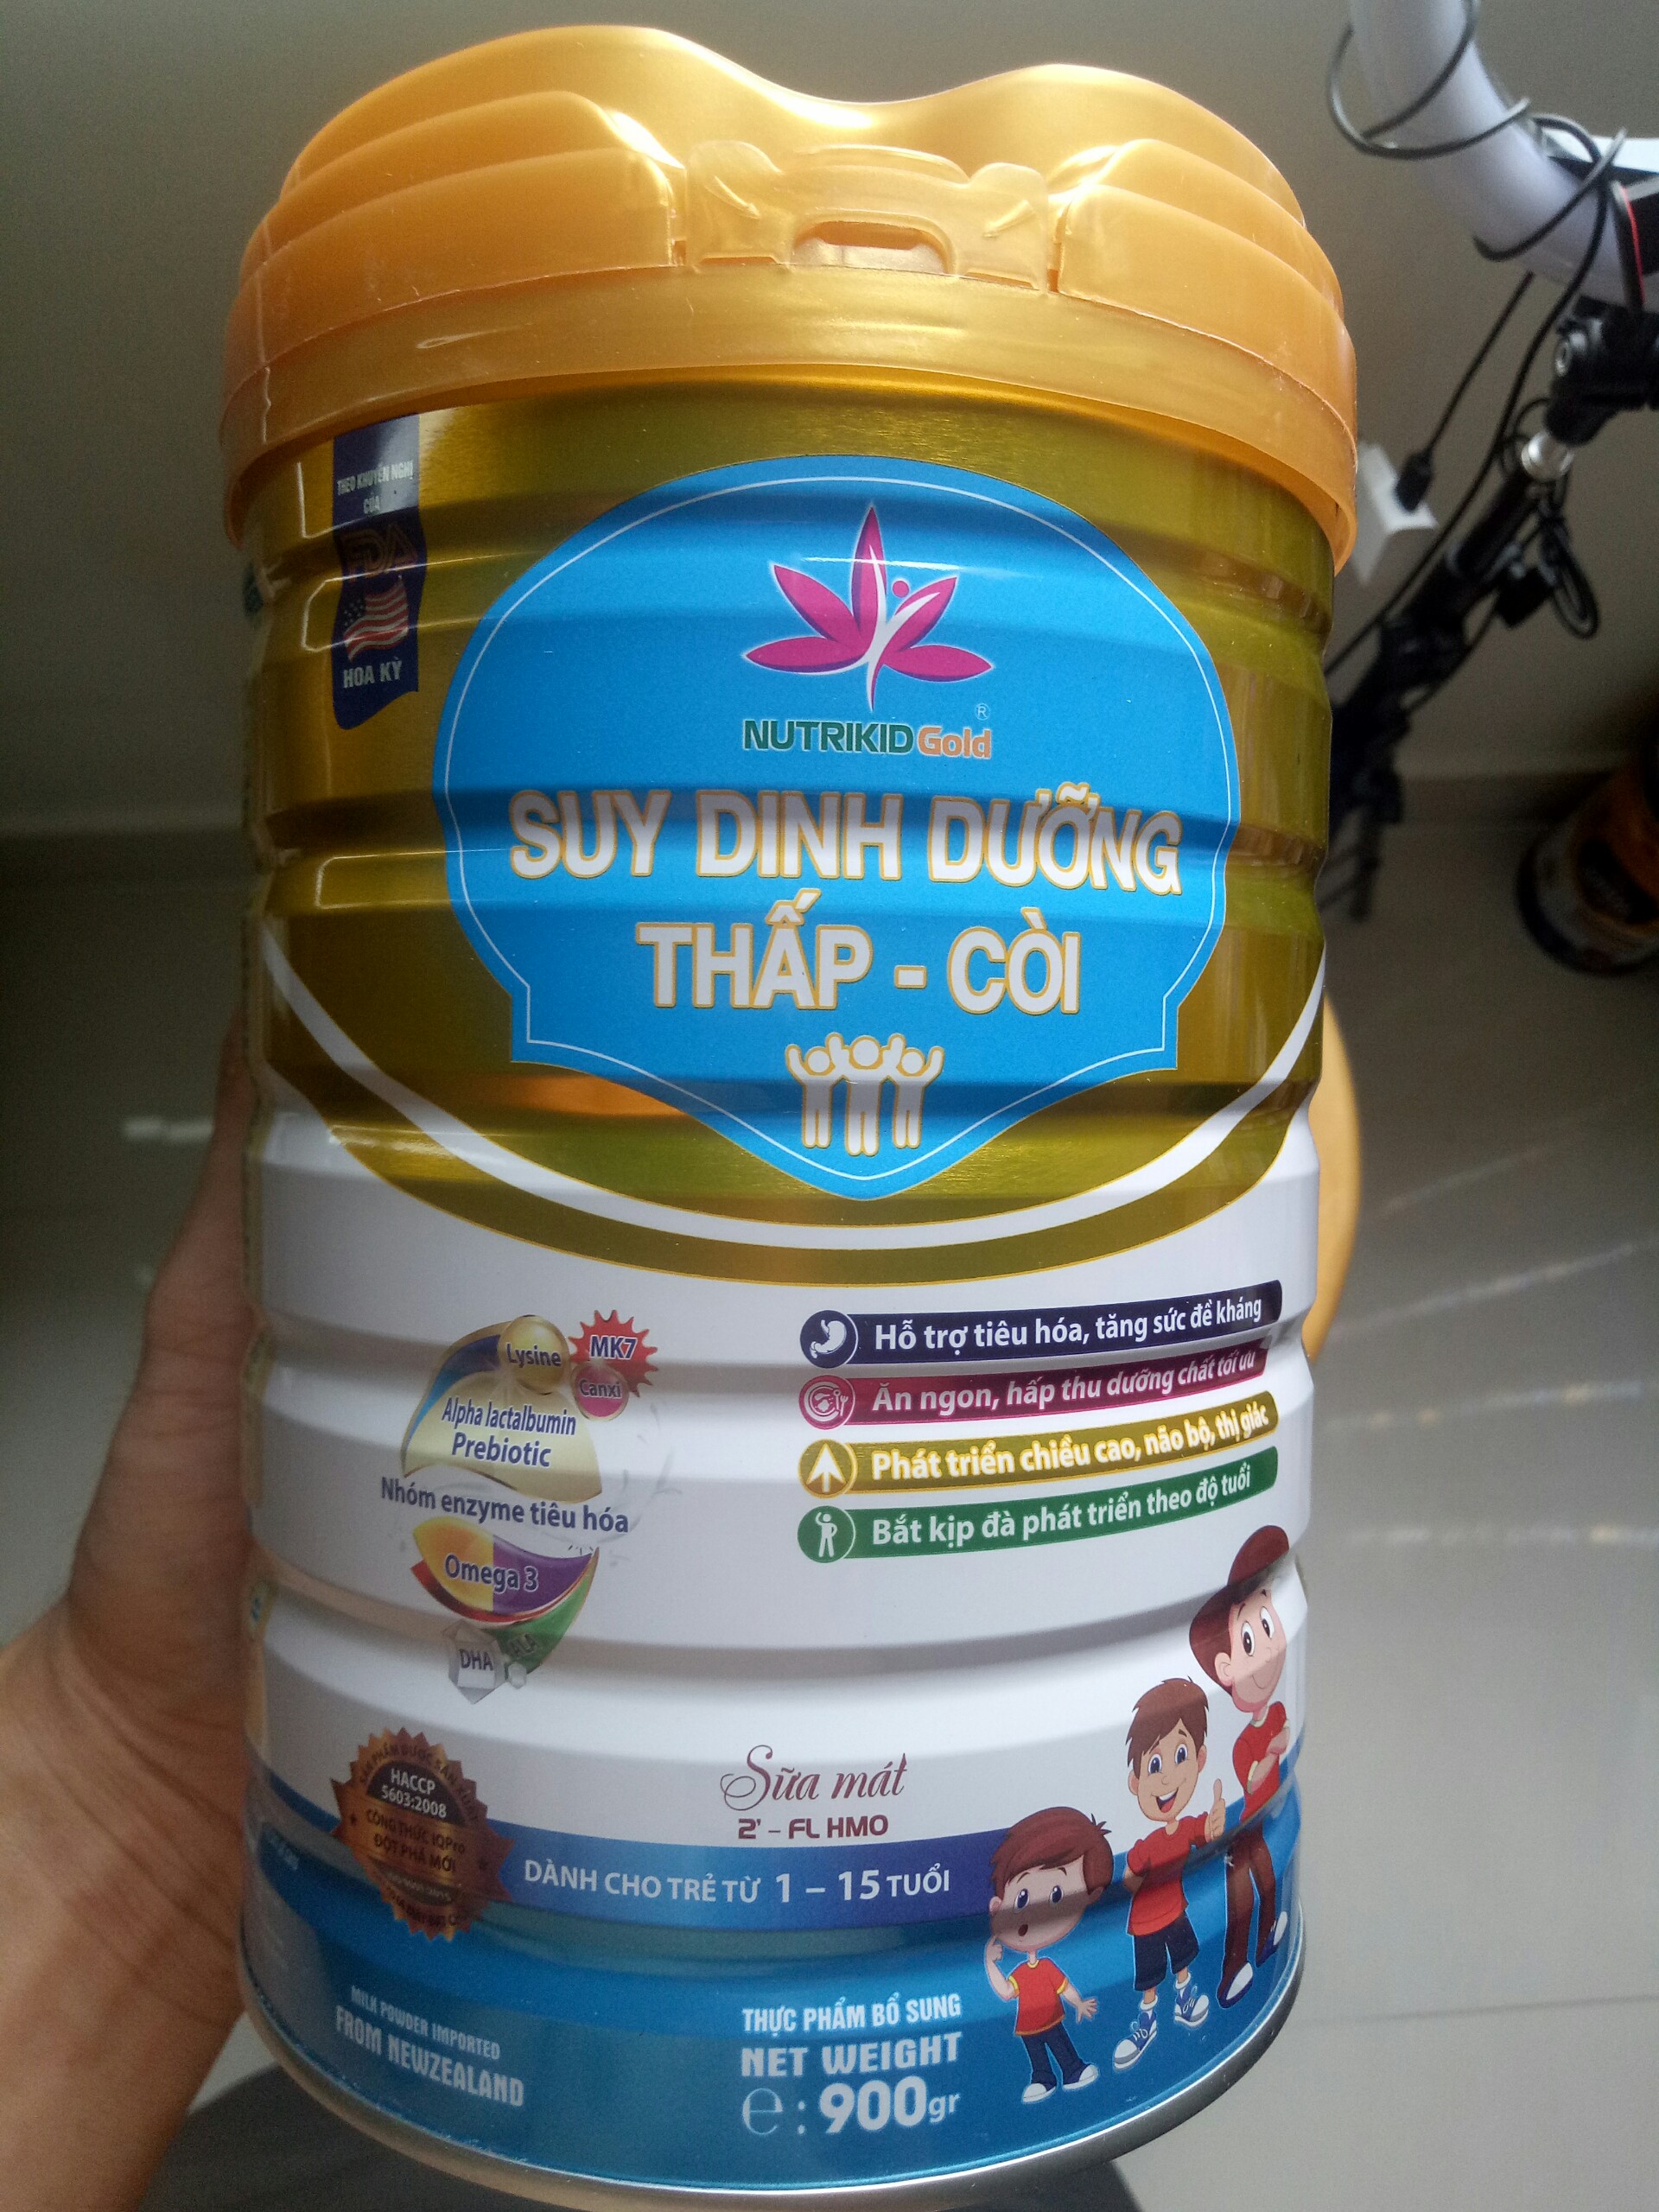 THEO KHUYẾN NGHỊ
CỦA
FDA
HOA KỲ
NUTRIKID Gold ®
SUY DINH DƯỠNG
THẤP - CÒI
Lysine
MK7
Canxi
Alpha lactalbumin
Prebiotic
Nhóm enzyme tiêu hóa
Omega 3
DHA
ALA
Hỗ trợ tiêu hóa, tăng sức đề kháng
Ăn ngon, hấp thu dưỡng chất tối ưu
Phát triển chiều cao, não bộ, thị giác
Bắt kịp đà phát triển theo độ tuổi
HACCP
5603:2008
CÔNG THỨC IQPro
ĐỘT PHÁ MỚI
Sữa mát
2' - FL HMO
DÀNH CHO TRẺ TỪ 1 – 15 TUỔI
MILK POWDER IMPORTED
FROM NEWZEALAND
THỰC PHẨM BỔ SUNG
NET WEIGHT
e : 900gr